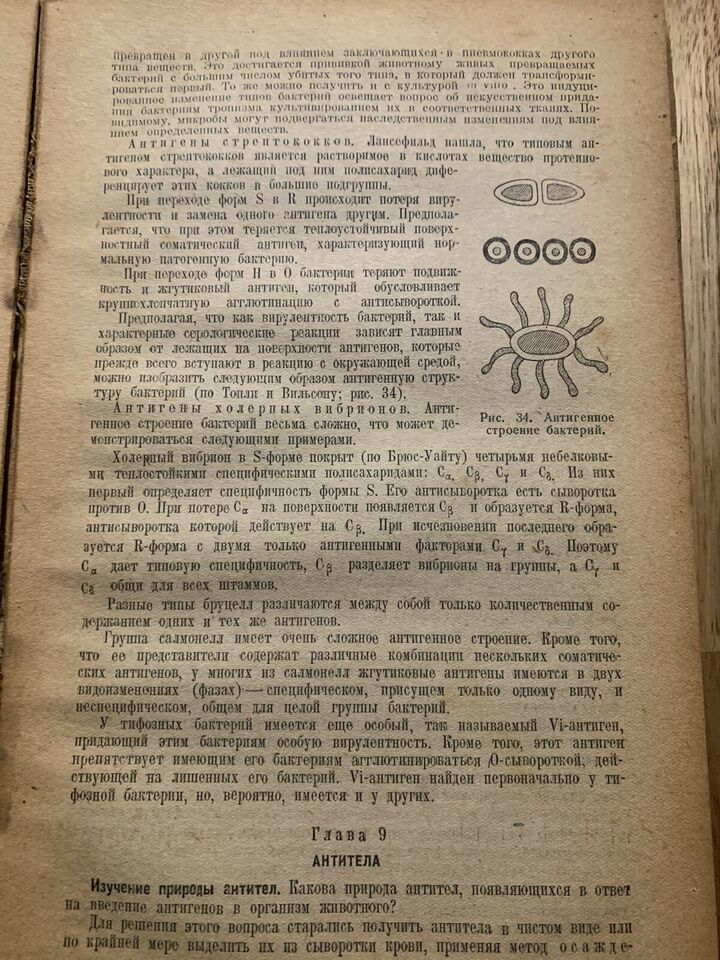 превращен в другой под влиянием заключающихся в пневмококках другого
типа веществ. Это достигается прививкой животному живых превращаемых
бактерий с большим числом убитых того типа, в который должен трансформи-
роваться первый. То же можно получить и с культурой in vitro. Это индуци-
рованное изменение типов бактерий освещает вопрос об искусственном прида-
нии бактериям тропизма культивированием их в соответственных тканях. По-
видимому, микробы могут подвергаться наследственным изменениям под влия-
нием определенных веществ.
Антигены стрептококков. Лансфильд нашла, что типовым ан-
тигеном стрептококков является растворимое в кислотах вещество протеино-
вого характера, а лежащий под ним полисахарид дифе-
ренцирует этих кокков в большие подгруппы.
При переходе форм S в R происходит потеря виру-
лентности и замена одного антигена другим. Предпола-
гается, что при этом теряется теплоустойчивый поверх-
ностный соматический антиген, характеризующий нор-
мальную патогенную бактерию.
При переходе форм H в O бактерии теряют подвиж-
ность и жгутиковый антиген, который обусловливает
крупнохлопчатную агглютинацию с антисывороткой.
Предполагая, что как вирулентность бактерий, так и
характерные серологические реакции зависят главным
образом от лежащих на поверхности антигенов, которые
прежде всего вступают в реакцию с окружающей средой,
можно изобразить следующим образом антигенную струк-
туру бактерий (по Топли и Вильсону; рис. 34).
Антигены холерных вибрионов. Анти-
генное строение бактерий весьма сложно, что может де-
монстрироваться следующими примерами.
Рис. 34. Антигенное
строение бактерий.
Холерный вибрион в S-форме покрыт (по Брюс-Уайту) четырьмя небелковы-
ми теплостойкими специфическими полисахаридами: Cα, Cβ, Cγ и Cδ. Из них
первый определяет специфичность формы S. Его антисыворотка есть сыворотка
против O. При потере Cα на поверхности появляется Cβ и образуется R-форма,
антисыворотка которой действует на Cβ. При исчезновении последнего обра-
зуется R-форма с двумя только антигенными факторами Cγ и Cδ. Поэтому
Cα дает типовую специфичность, Cβ разделяет вибрионы на группы, а Cγ и
Cδ общи для всех штаммов.
Разные типы бруцелл различаются между собой только количественным со-
держанием одних и тех же антигенов.
Группа салмонелл имеет очень сложное антигенное строение. Кроме того,
что ее представители содержат различные комбинации нескольких соматиче-
ских антигенов, у многих из салмонелл жгутиковые антигены имеются в двух
видоизменениях (фазах) — специфическом, присущем только одному виду, и
неспецифическом, общем для целой группы бактерий.
У тифозных бактерий имеется еще особый, так называемый Vi-антиген,
придающий этим бактериям особую вирулентность. Кроме того, этот антиген
препятствует имеющим его бактериям агглютинироваться O-сывороткой, дей-
ствующей на лишенных его бактерий. Vi-антиген найден первоначально у ти-
фозной бактерии, но, вероятно, имеется и у других.
Глава 9
АНТИТЕЛА
Изучение природы антител. Какова природа антител, появляющихся в ответ
на введение антигенов в организм животного?
Для решения этого вопроса старались получить антитела в чистом виде или
по крайней мере выделить их из сыворотки крови, применяя метод осажде-